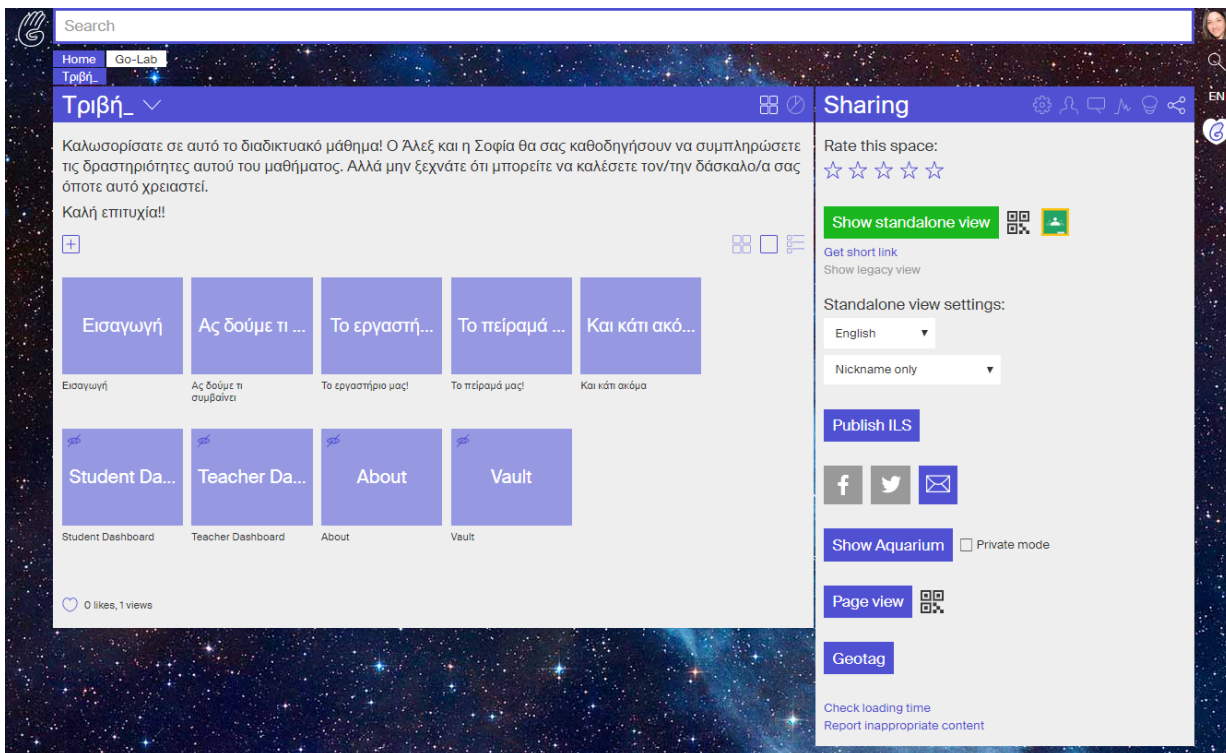 Search
Home Go-Lab
Τριβή_
Τριβή_
Καλωσορίσατε σε αυτό το διαδικτυακό μάθημα! Ο Άλεξ και η Σοφία θα σας καθοδηγήσουν να συμπληρώσετε
τις δραστηριότητες αυτού του μαθήματος. Αλλά μην ξεχνάτε ότι μπορείτε να καλέσετε τον/την δάσκαλο/α σας
όποτε αυτό χρειαστεί.
Καλή επιτυχία!!
Εισαγωγή Ας δούμε τι ... Το εργαστή... Το πείραμά ... Και κάτι ακό...
Εισαγωγή Ας δούμε τι Το εργαστήριο μας! Το πείραμά μας! Και κάτι ακόμα
συμβαίνει
Student Da... Teacher Da... About Vault
Student Dashboard Teacher Dashboard About Vault
0 likes, 1 views
Sharing
EN
Rate this space:
Show standalone view
Get short link
Show legacy view
Standalone view settings:
English
Nickname only
Publish ILS
Show Aquarium Private mode
Page view
Geotag
Check loading time
Report inappropriate content